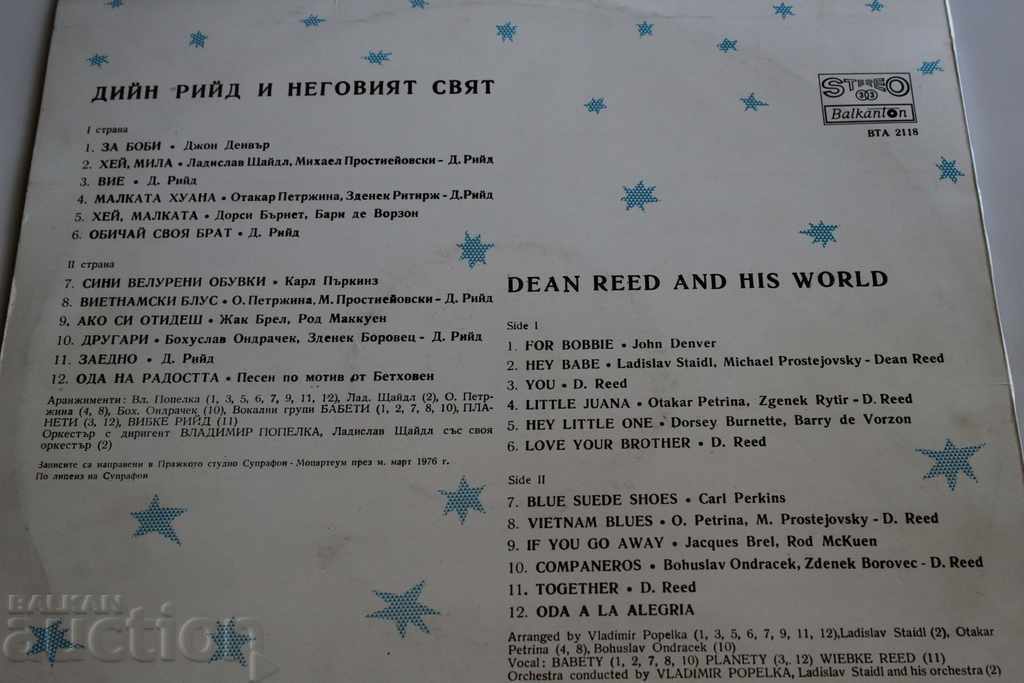 ДИЙН РИЙД И НЕГОВИЯТ СВЯТ
I страна
1. ЗА БОБИ • Джон Денвър
2. ХЕЙ, МИЛА • Ладислав Щайдл, Михаел Простиейовски - Д. Рийд
3. ВИЕ • Д. Рийд
4. МАЛКАТА ХУАНА • Отакар Петржина, Зденек Ритирж - Д.Рийд
5. ХЕЙ, МАЛКАТА • Дорси Бърнет, Бари де Ворзон
6. ОБИЧАЙ СВОЯ БРАТ • Д. Рийд
II страна
7. СИНИ ВЕЛУРЕНИ ОБУВКИ • Карл Пъркинз
8. ВИЕТНАМСКИ БЛУС • О. Петржина, М. Простиейовски - Д. Рийд
9. АКО СИ ОТИДЕШ • Жак Брел, Род Маккуен
10. ДРУГАРИ • Бохуслав Ондрачек, Зденек Боровец - Д. Рийд
11. ЗАЕДНО • Д. Рийд
12. ОДА НА РАДОСТТА • Песен по мотив от Бетховен
Аранжименти: Вл. Попелка (1, 3, 5, 6, 7, 9, 11, 12), Лад. Щайдл (2), О. Петр-
жина (4, 8), Бох. Ондрачек (10), Вокални групи БАБЕТИ (1, 2, 7, 8, 10), ПЛА-
НЕТИ (3, 12), ВИБКЕ РИЙД (11)
Оркестър с диригент ВЛАДИМИР ПОПЕЛКА, Ладислав Щайдл със своя
оркестър (2)
Записите са направени в Пражкото студио Супрафон - Мопартеум през м. март 1976 г.
По лиценз на Супрафон
STEREO
33
Balkanton
ВТА 2118
DEAN REED AND HIS WORLD
Side I
1. FOR BOBBIE • John Denver
2. HEY BABE • Ladislav Staidl, Michael Prostejovsky - Dean Reed
3. YOU • D. Reed
4. LITTLE JUANA • Otakar Petrina, Zgenek Rytir - D. Reed
5. HEY LITTLE ONE • Dorsey Burnette, Barry de Vorzon
6. LOVE YOUR BROTHER • D. Reed
Side II
7. BLUE SUEDE SHOES • Carl Perkins
8. VIETNAM BLUES • O. Petrina, M. Prostejovsky - D. Reed
9. IF YOU GO AWAY • Jacques Brel, Rod McKuen
10. COMPANEROS • Bohuslav Ondracek, Zdenek Borovec - D. Reed
11. TOGETHER • D. Reed
12. ODA A LA ALEGRIA
Arranged by Vladimir Popelka (1, 3, 5, 6, 7, 9, 11, 12),Ladislav Staidl (2), Otakar
Petrina (4, 8), Bohuslav Ondracek (10)
Vocal: BABETY (1, 2, 7, 8, 10) PLANETY (3, 12) WIEBKE REED (11)
Orchestra conducted by VLADIMIR POPELKA, Ladislav Staidl and his orchestra (2)
BALKAN
auction